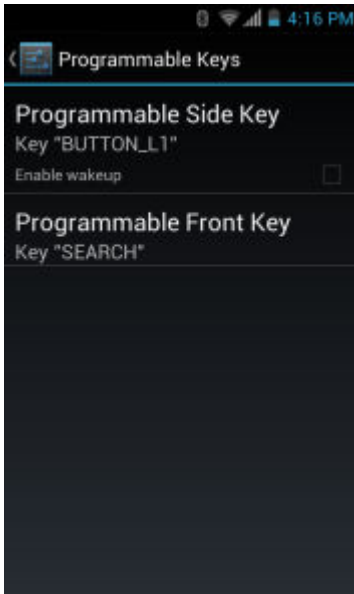 4:16 PM
Programmable Keys
Programmable Side Key
Key "BUTTON_L1"
Enable wakeup
Programmable Front Key
Key "SEARCH"